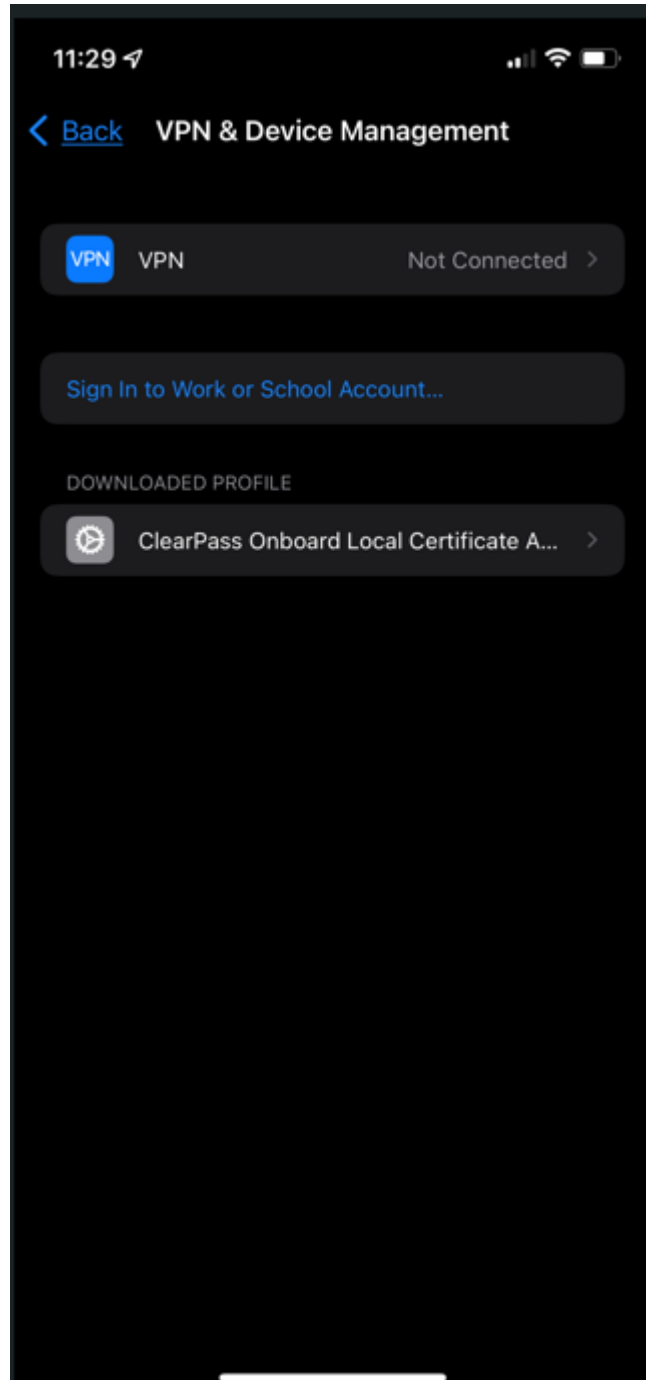 11:29
Back VPN & Device Management
VPN VPN Not Connected
Sign In to Work or School Account...
DOWNLOADED PROFILE
ClearPass Onboard Local Certificate A...